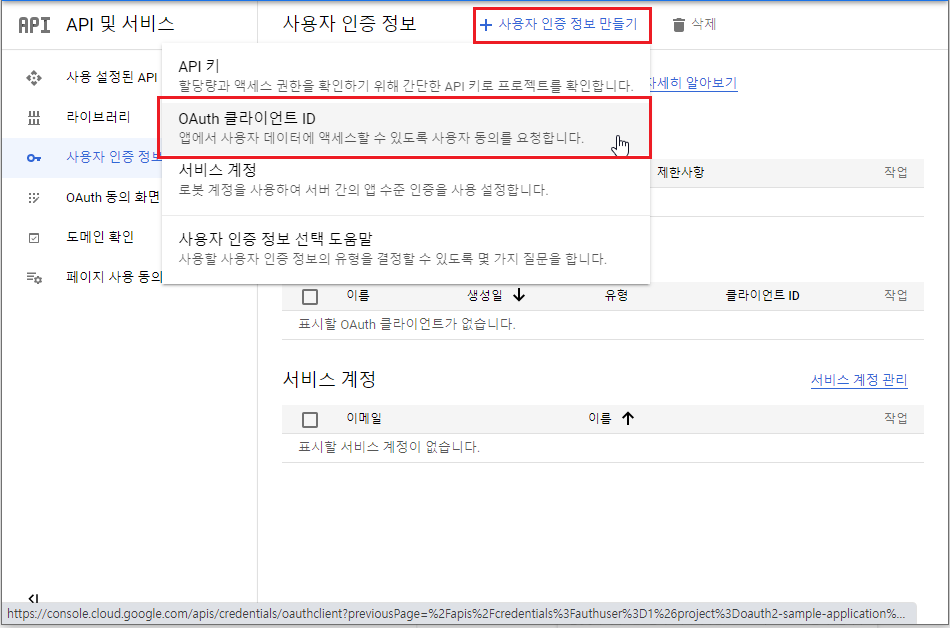 API API 및 서비스
사용자 인증 정보
+ 사용자 인증 정보 만들기
삭제
사용 설정된 API
라이브러리
사용자 인증 정보
OAuth 동의 화면
도메인 확인
페이지 사용 동의
API 키
할당량과 액세스 권한을 확인하기 위해 간단한 API 키로 프로젝트를 확인합니다.
자세히 알아보기
OAuth 클라이언트 ID
앱에서 사용자 데이터에 액세스할 수 있도록 사용자 동의를 요청합니다.
서비스 계정
로봇 계정을 사용하여 서버 간의 앱 수준 인증을 사용 설정합니다.
제한사항 작업
사용자 인증 정보 선택 도움말
사용할 사용자 인증 정보의 유형을 결정할 수 있도록 몇 가지 질문을 합니다.
이름 생성일 유형 클라이언트 ID 작업
표시할 OAuth 클라이언트가 없습니다.
서비스 계정
서비스 계정 관리
이메일 이름 작업
표시할 서비스 계정이 없습니다.
https://console.cloud.google.com/apis/credentials/oauthclient?previousPage=%2Fapis%2Fcredentials%3Fauthuser%3D1%26project%3Doauth2-sample-application%...